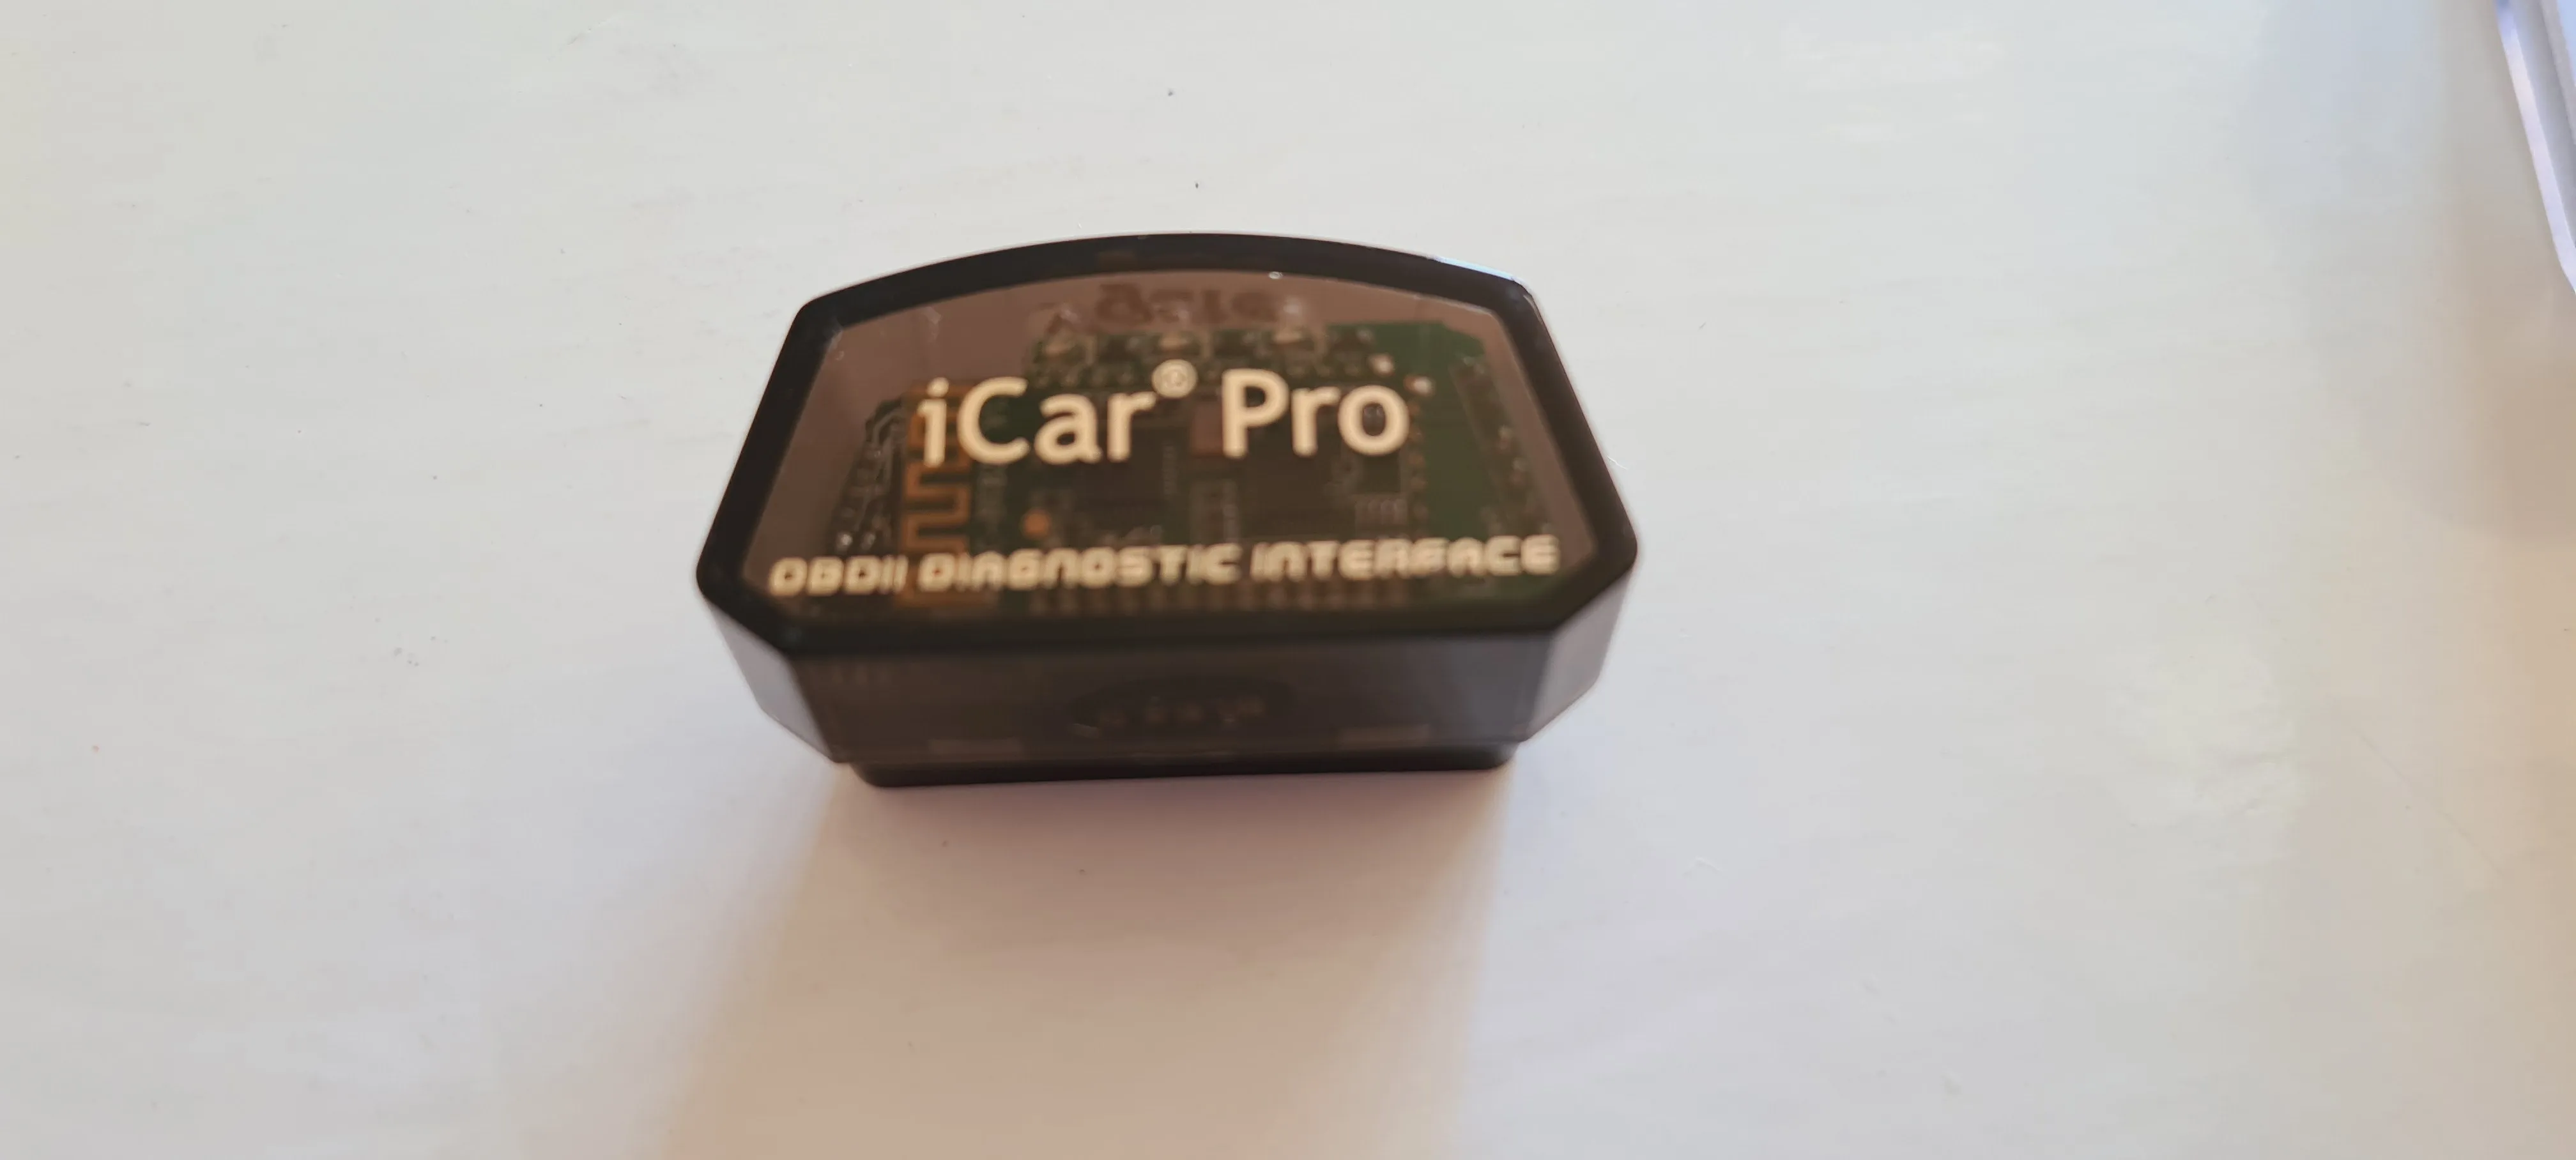 iCar® Pro
OBDII DIAGNOSTIC INTERFACE